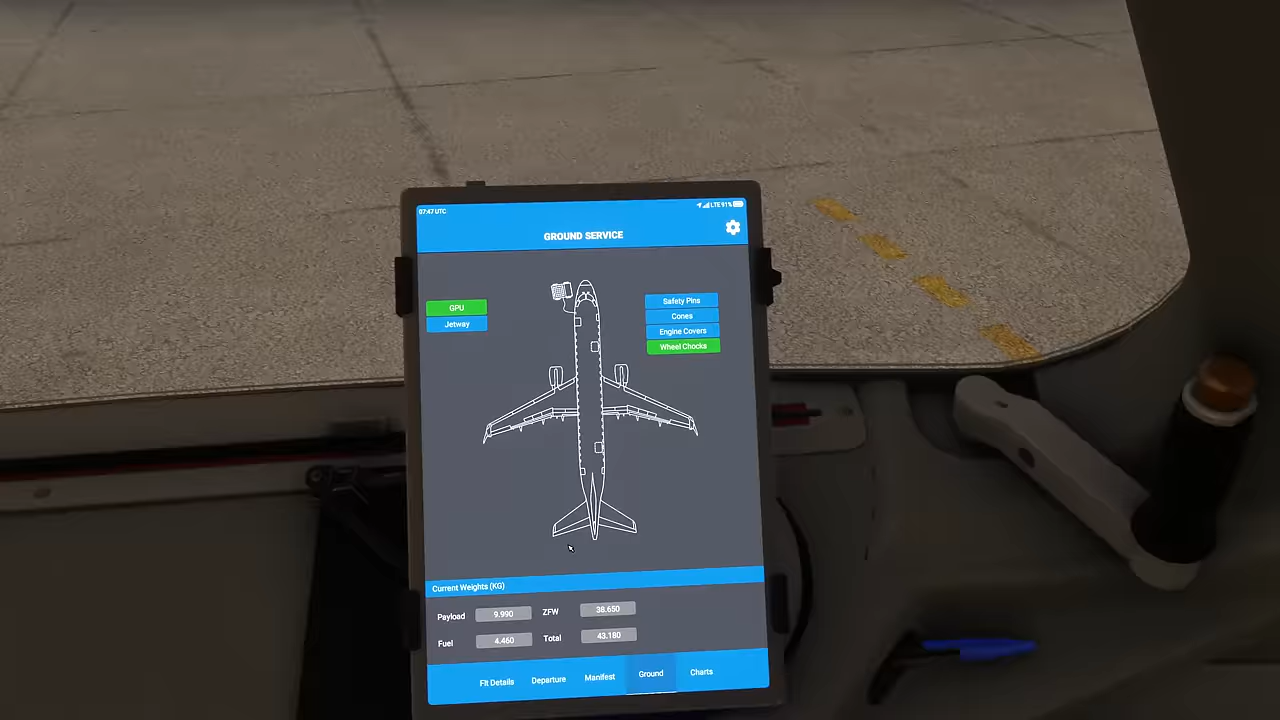 07:47 UTC
LTE 91%
GROUND SERVICE
GPU
Jetway
Safety Pins
Cones
Engine Covers
Wheel Chocks
Current Weights (KG)
Payload 9.990 ZFW 38.650
Fuel 4.460 Total 43.180
Flt Details Departure Manifest Ground Charts